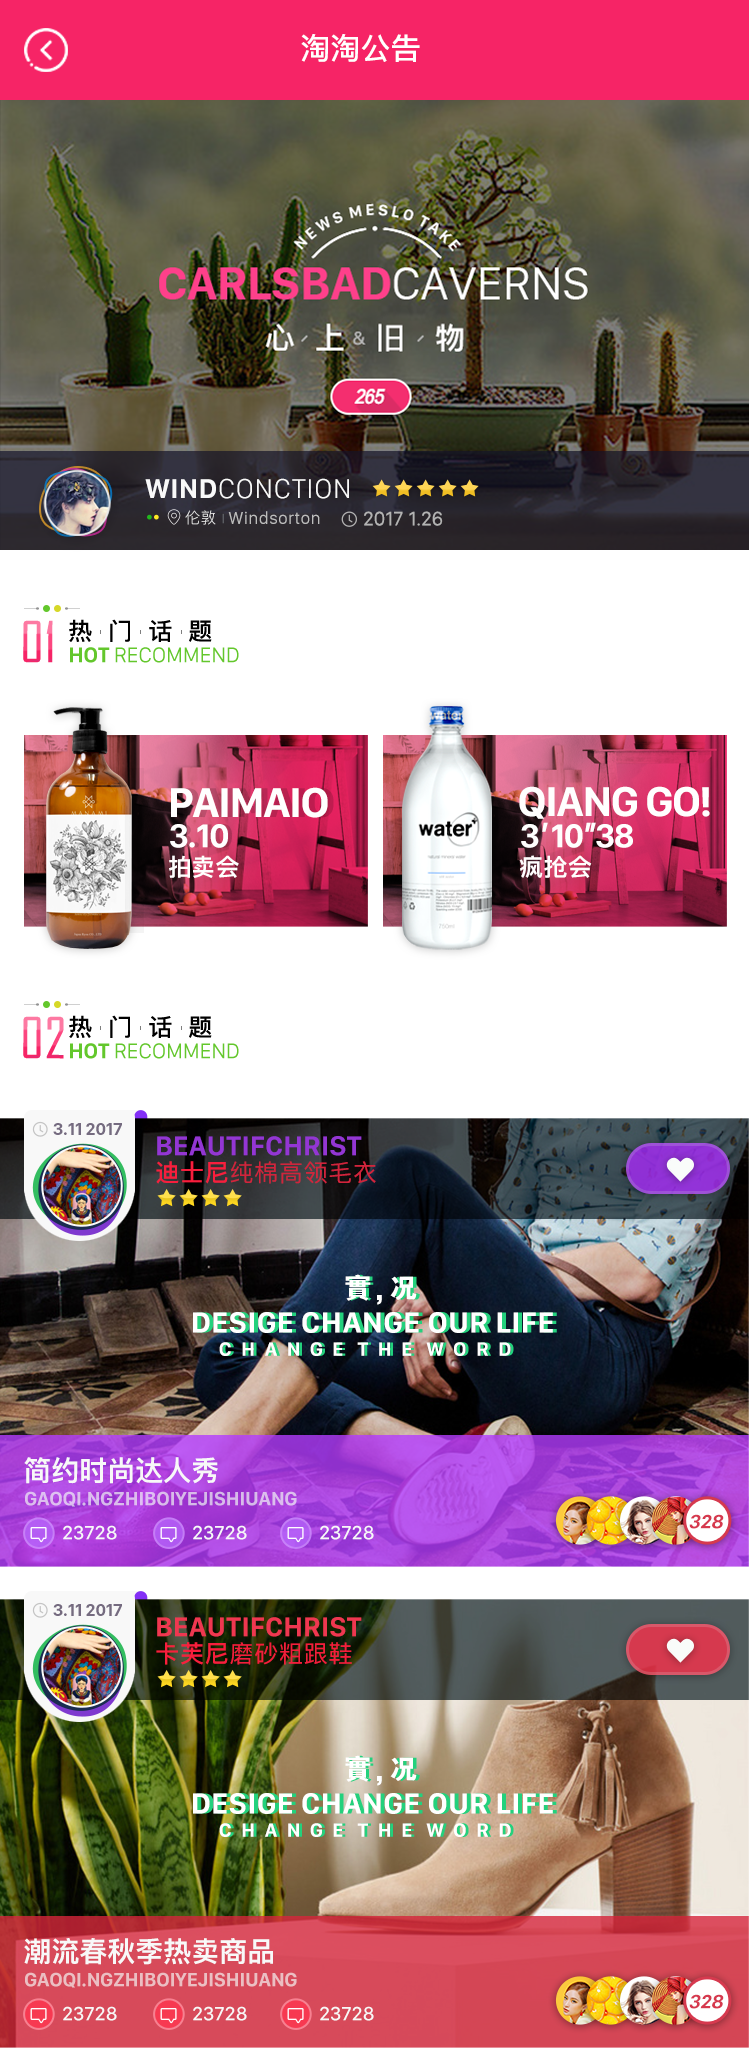 淘淘公告
NEWS MESLO TAKE
CARLSBADCAVERNS
心上&旧物
265
WINDCONCTION
伦敦 Windsorton 2017 1.26
01 热门话题
HOT RECOMMEND
MANAMI
PAIMAIO
3.10
拍卖会
water
water
750ml
QIANG GO!
3'10"38
疯抢会
02 热门话题
HOT RECOMMEND
3.11 2017
BEAUTIFCHRIST
迪士尼纯棉高领毛衣
實,况
DESIGE CHANGE OUR LIFE
CHANGE THE WORD
简约时尚达人秀
GAOQI.NGZHIBOIYEJISHIUANG
23728 23728 23728
328
3.11 2017
BEAUTIFCHRIST
卡芙尼磨砂粗跟鞋
實,况
DESIGE CHANGE OUR LIFE
CHANGE THE WORD
潮流春秋季热卖商品
GAOQI.NGZHIBOIYEJISHIUANG
23728 23728 23728
328